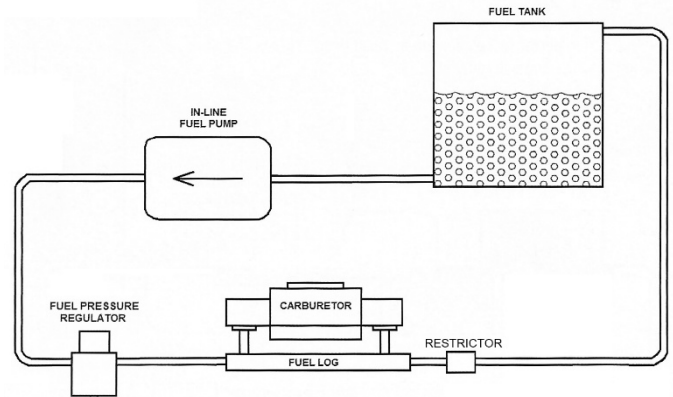 FUEL TANK
IN-LINE
FUEL PUMP
CARBURETOR
FUEL PRESSURE
REGULATOR
RESTRICTOR
FUEL LOG